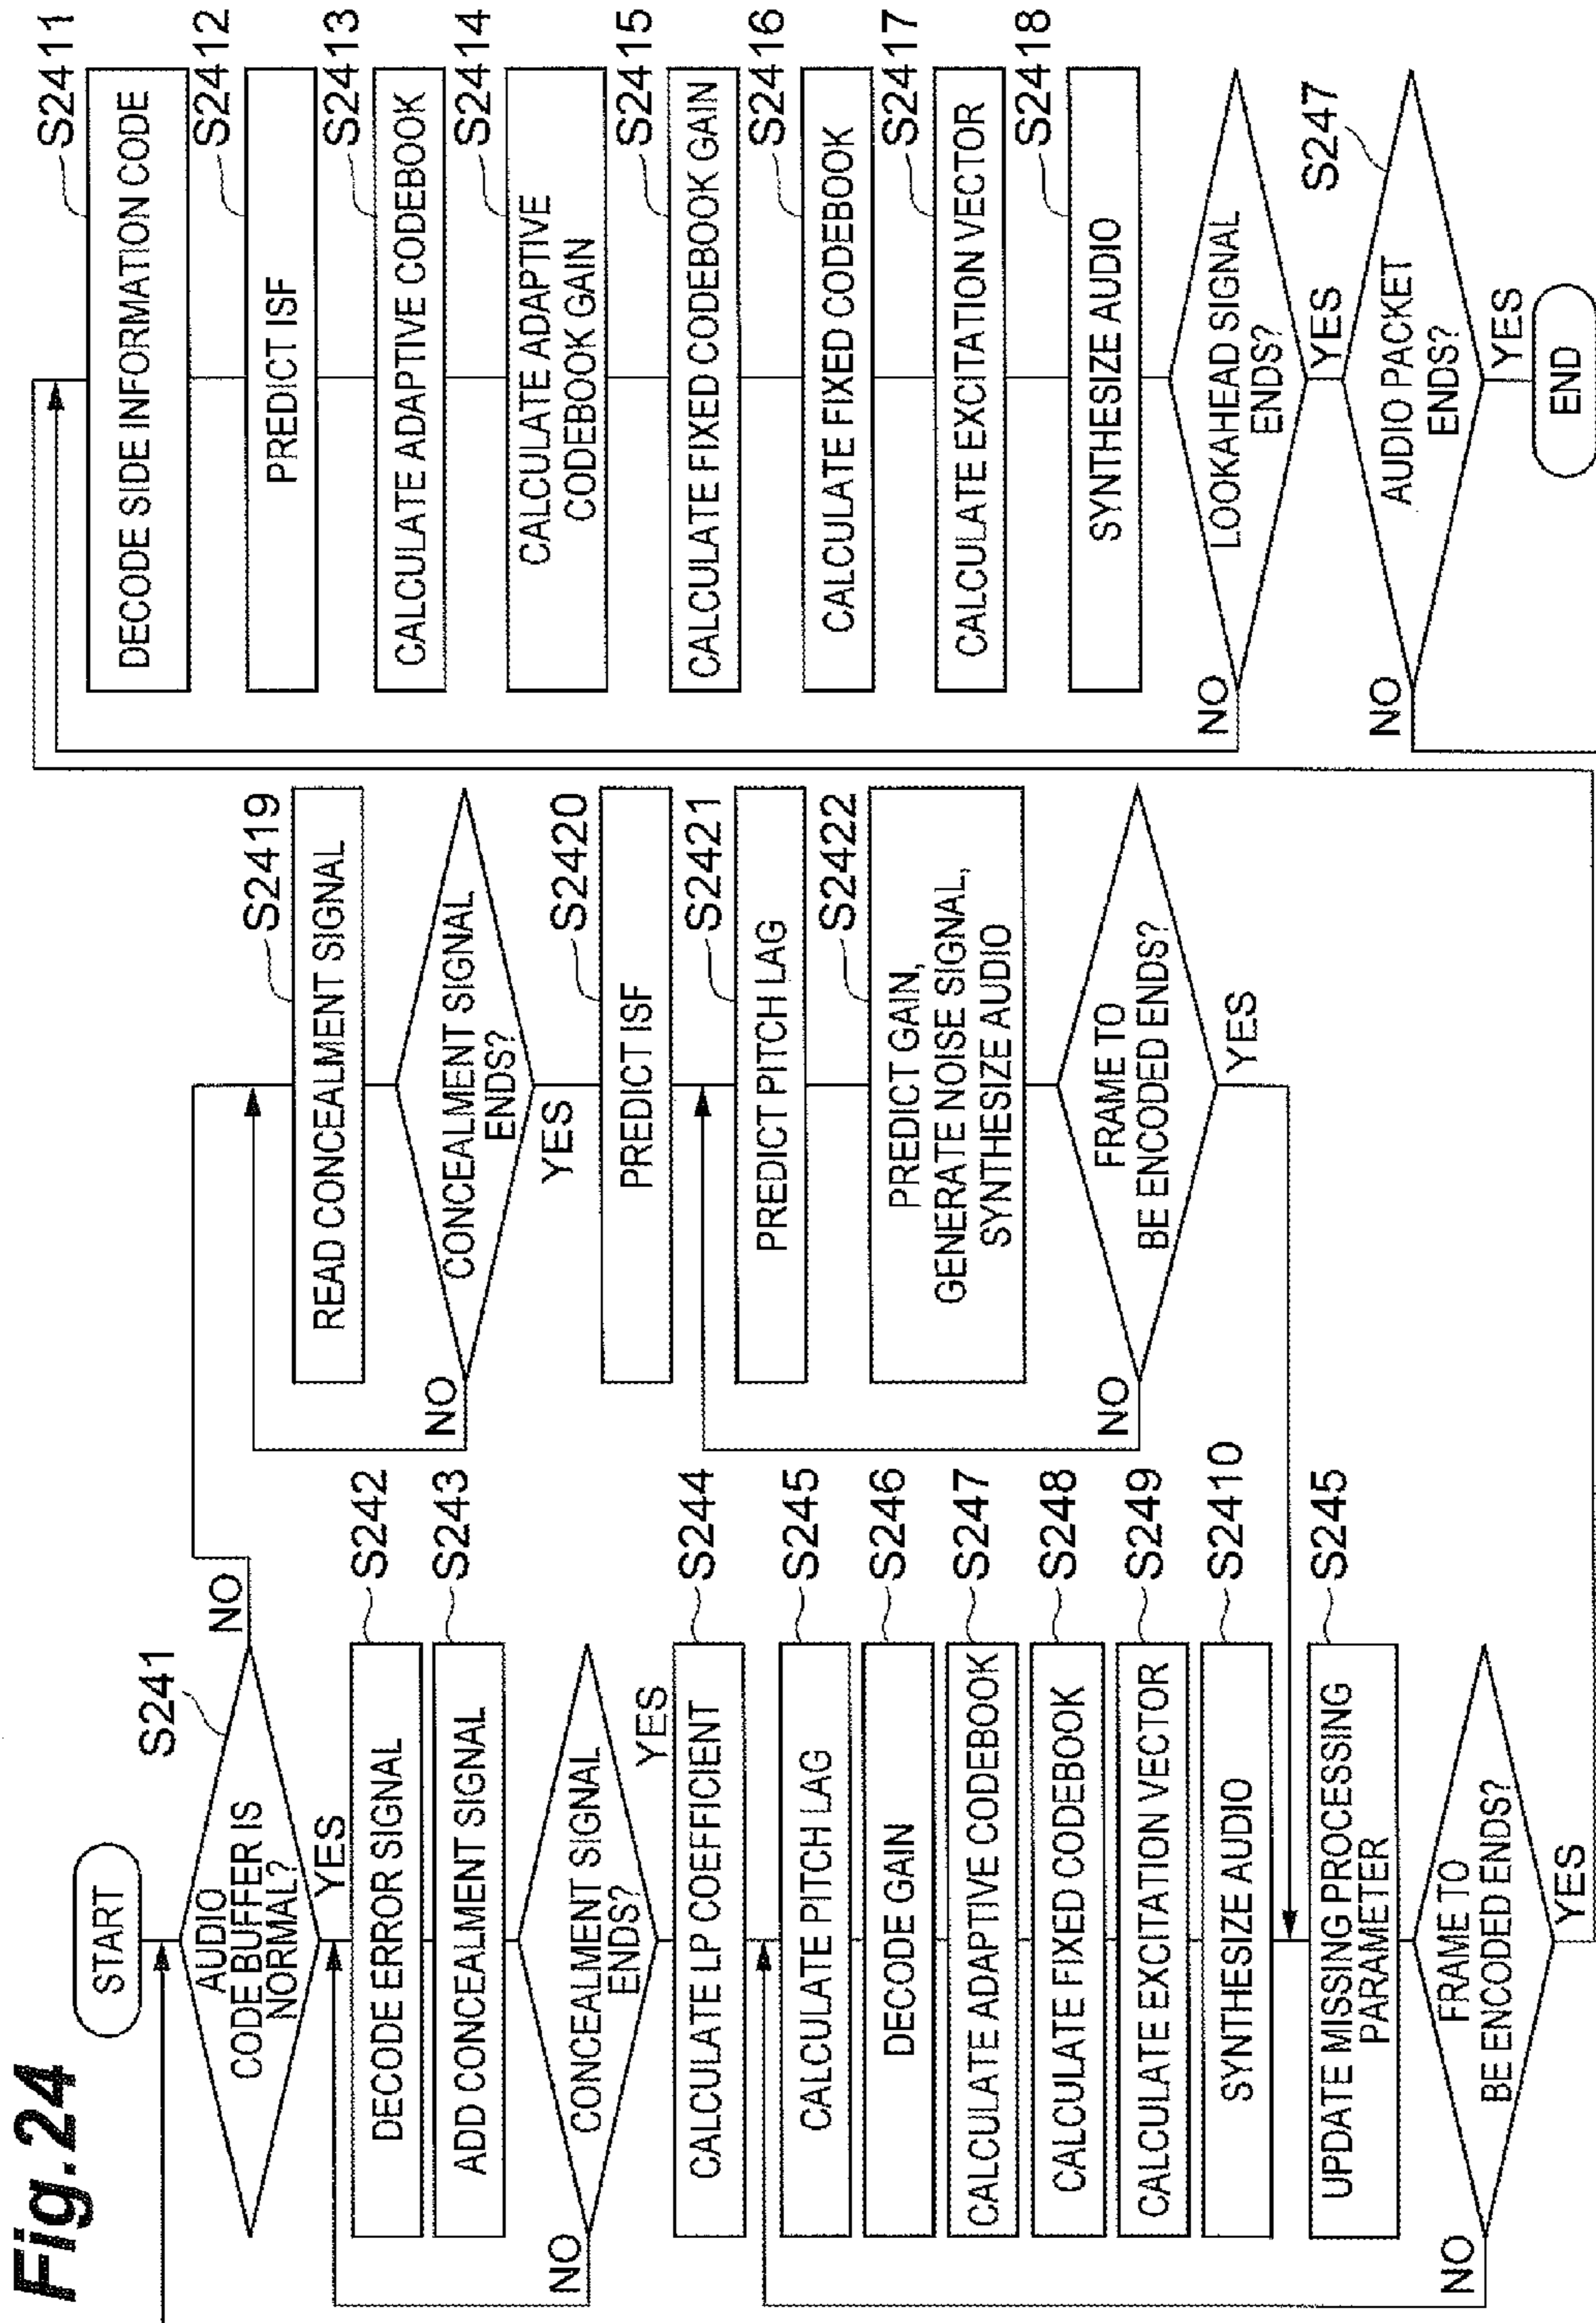 Fig.24
START
S241
AUDIO
CODE BUFFER IS
NORMAL?
NO
YES
S242
DECODE ERROR SIGNAL
S243
ADD CONCEALMENT SIGNAL
CONCEALMENT SIGNAL
ENDS?
NO
YES
S244
CALCULATE LP COEFFICIENT
S245
CALCULATE PITCH LAG
S246
DECODE GAIN
S247
CALCULATE ADAPTIVE CODEBOOK
S248
CALCULATE FIXED CODEBOOK
S249
CALCULATE EXCITATION VECTOR
S2410
SYNTHESIZE AUDIO
S245
UPDATE MISSING PROCESSING
PARAMETER
FRAME TO
BE ENCODED ENDS?
NO
YES
S2419
READ CONCEALMENT SIGNAL
CONCEALMENT SIGNAL
ENDS?
NO
YES
S2420
PREDICT ISF
S2421
PREDICT PITCH LAG
S2422
PREDICT GAIN,
GENERATE NOISE SIGNAL,
SYNTHESIZE AUDIO
FRAME TO
BE ENCODED ENDS?
NO
YES
S2411
DECODE SIDE INFORMATION CODE
S2412
PREDICT ISF
S2413
CALCULATE ADAPTIVE CODEBOOK
S2414
CALCULATE ADAPTIVE
CODEBOOK GAIN
S2415
CALCULATE FIXED CODEBOOK GAIN
S2416
CALCULATE FIXED CODEBOOK
S2417
CALCULATE EXCITATION VECTOR
S2418
SYNTHESIZE AUDIO
LOOKAHEAD SIGNAL
ENDS?
NO
YES
S247
AUDIO PACKET
ENDS?
NO
YES
END